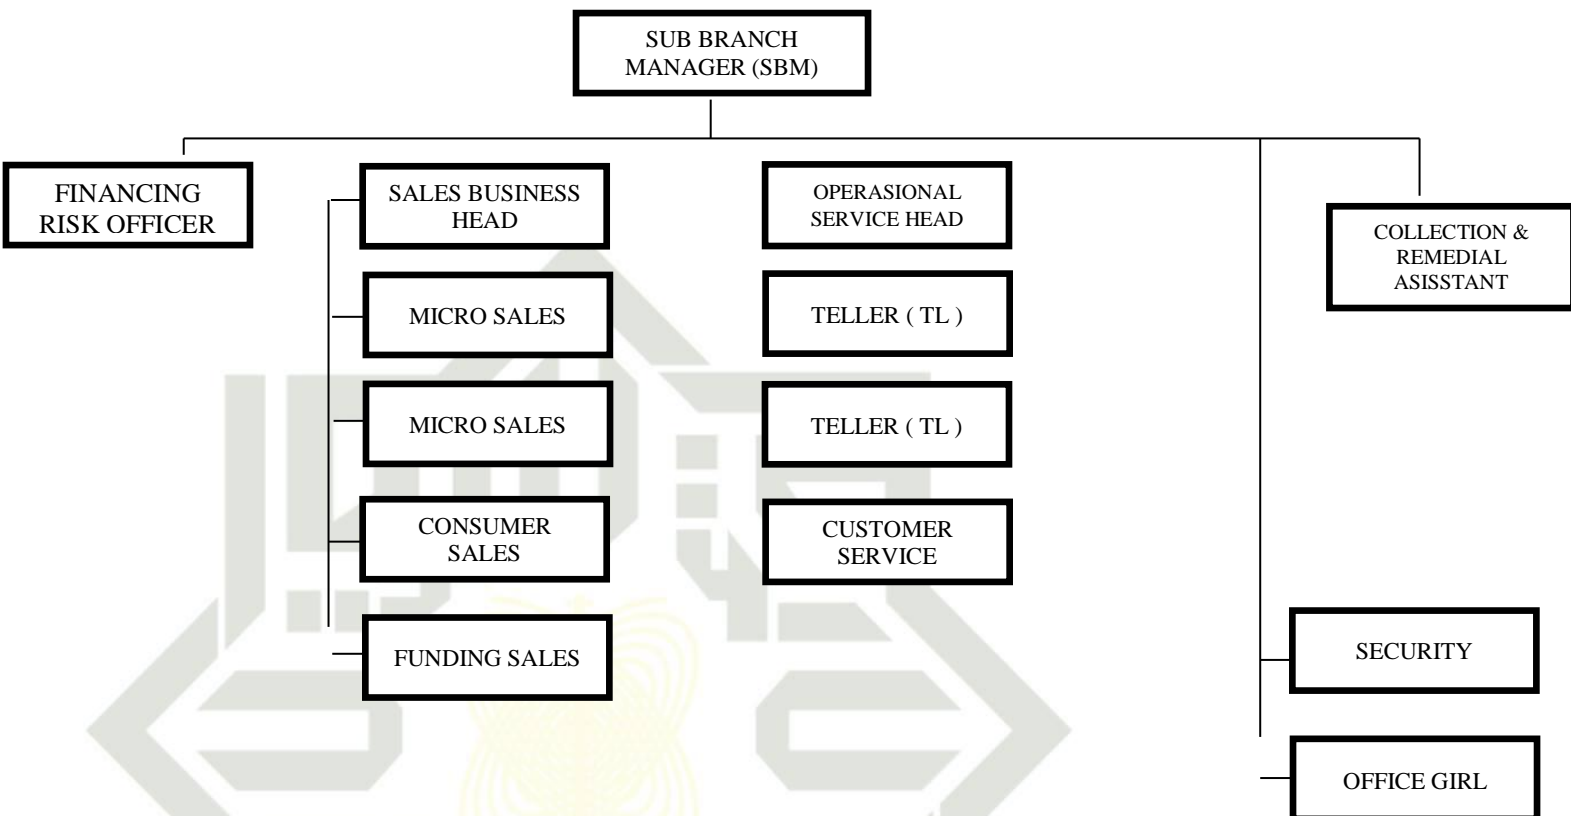 SUB BRANCH
MANAGER (SBM)
FINANCING
RISK OFFICER
SALES BUSINESS
HEAD
OPERASIONAL
SERVICE HEAD
COLLECTION &
REMEDIAL
ASISSTANT
MICRO SALES
TELLER ( TL )
MICRO SALES
TELLER ( TL )
CONSUMER
SALES
CUSTOMER
SERVICE
FUNDING SALES
SECURITY
OFFICE GIRL